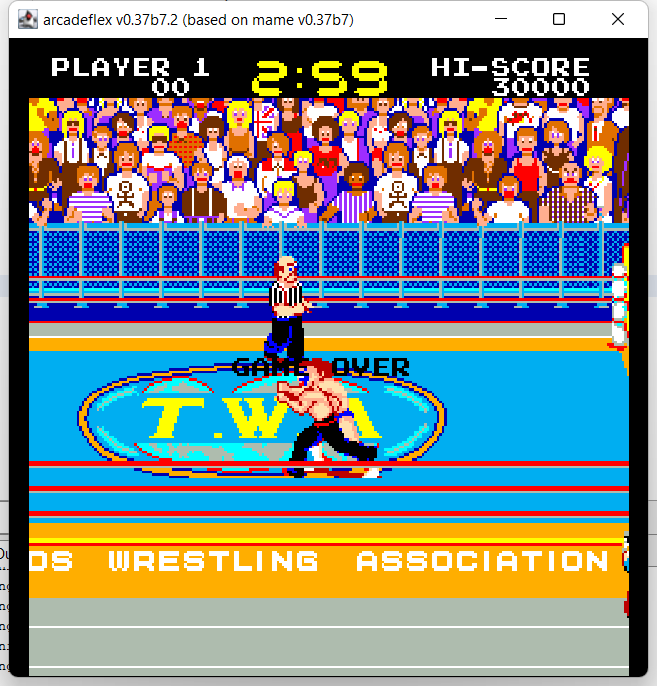 arcadeflex v0.37b7.2 (based on mame v0.37b7)
PLAYER 1 2:59 HI-SCORE
00 30000
GAME OVER
T.W.A
DS WRESTLING ASSOCIATION